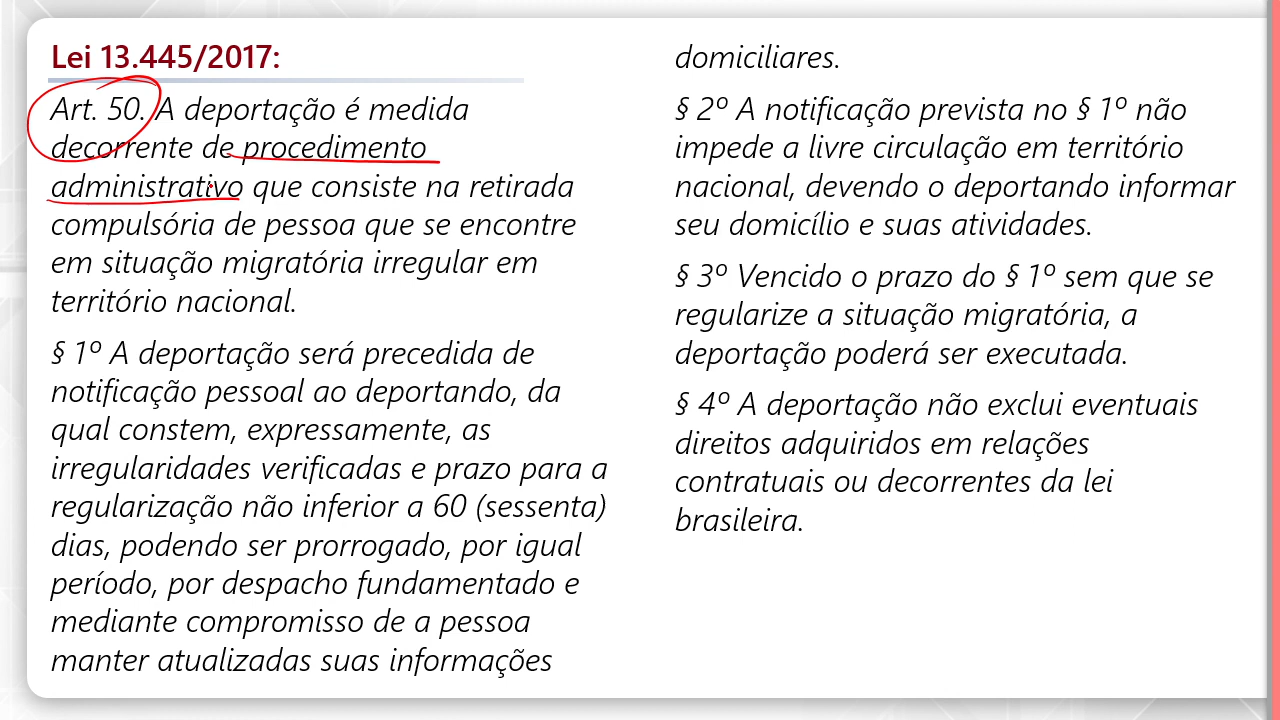 Lei 13.445/2017:
Art. 50. A deportação é medida
decorrente de procedimento
administrativo que consiste na retirada
compulsória de pessoa que se encontre
em situação migratória irregular em
território nacional.
§ 1º A deportação será precedida de
notificação pessoal ao deportando, da
qual constem, expressamente, as
irregularidades verificadas e prazo para a
regularização não inferior a 60 (sessenta)
dias, podendo ser prorrogado, por igual
período, por despacho fundamentado e
mediante compromisso de a pessoa
manter atualizadas suas informações
domiciliares.
§ 2º A notificação prevista no § 1º não
impede a livre circulação em território
nacional, devendo o deportando informar
seu domicílio e suas atividades.
§ 3º Vencido o prazo do § 1º sem que se
regularize a situação migratória, a
deportação poderá ser executada.
§ 4º A deportação não exclui eventuais
direitos adquiridos em relações
contratuais ou decorrentes da lei
brasileira.